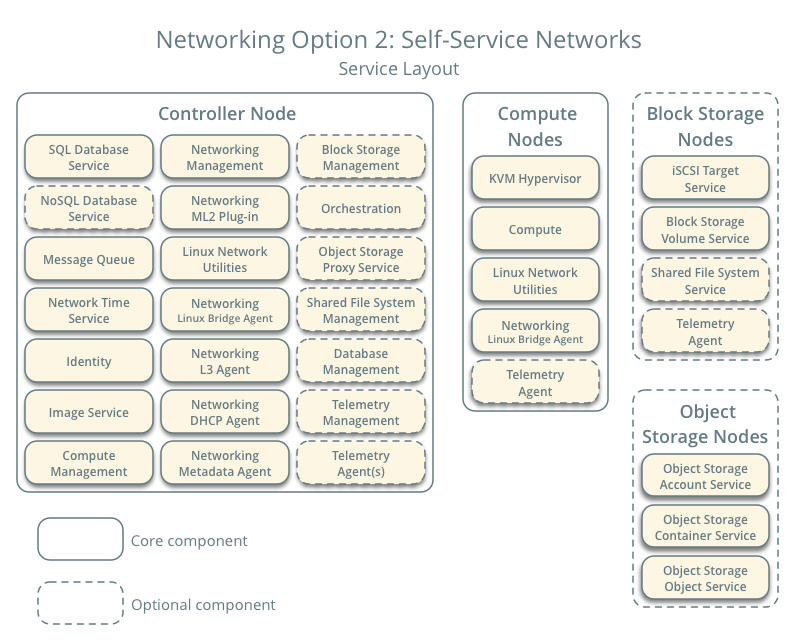 Networking Option 2: Self-Service Networks
Service Layout
Controller Node
SQL Database
Service
Networking
Management
Block Storage
Management
NoSQL Database
Service
Networking
ML2 Plug-in
Orchestration
Message Queue
Linux Network
Utilities
Object Storage
Proxy Service
Network Time
Service
Networking
Linux Bridge Agent
Shared File System
Management
Identity
Networking
L3 Agent
Database
Management
Image Service
Networking
DHCP Agent
Telemetry
Management
Compute
Management
Networking
Metadata Agent
Telemetry
Agent(s)
Compute
Nodes
KVM Hypervisor
Compute
Linux Network
Utilities
Networking
Linux Bridge Agent
Telemetry
Agent
Block Storage
Nodes
iSCSI Target
Service
Block Storage
Volume Service
Shared File System
Service
Telemetry
Agent
Object
Storage Nodes
Object Storage
Account Service
Object Storage
Container Service
Object Storage
Object Service
Core component
Optional component